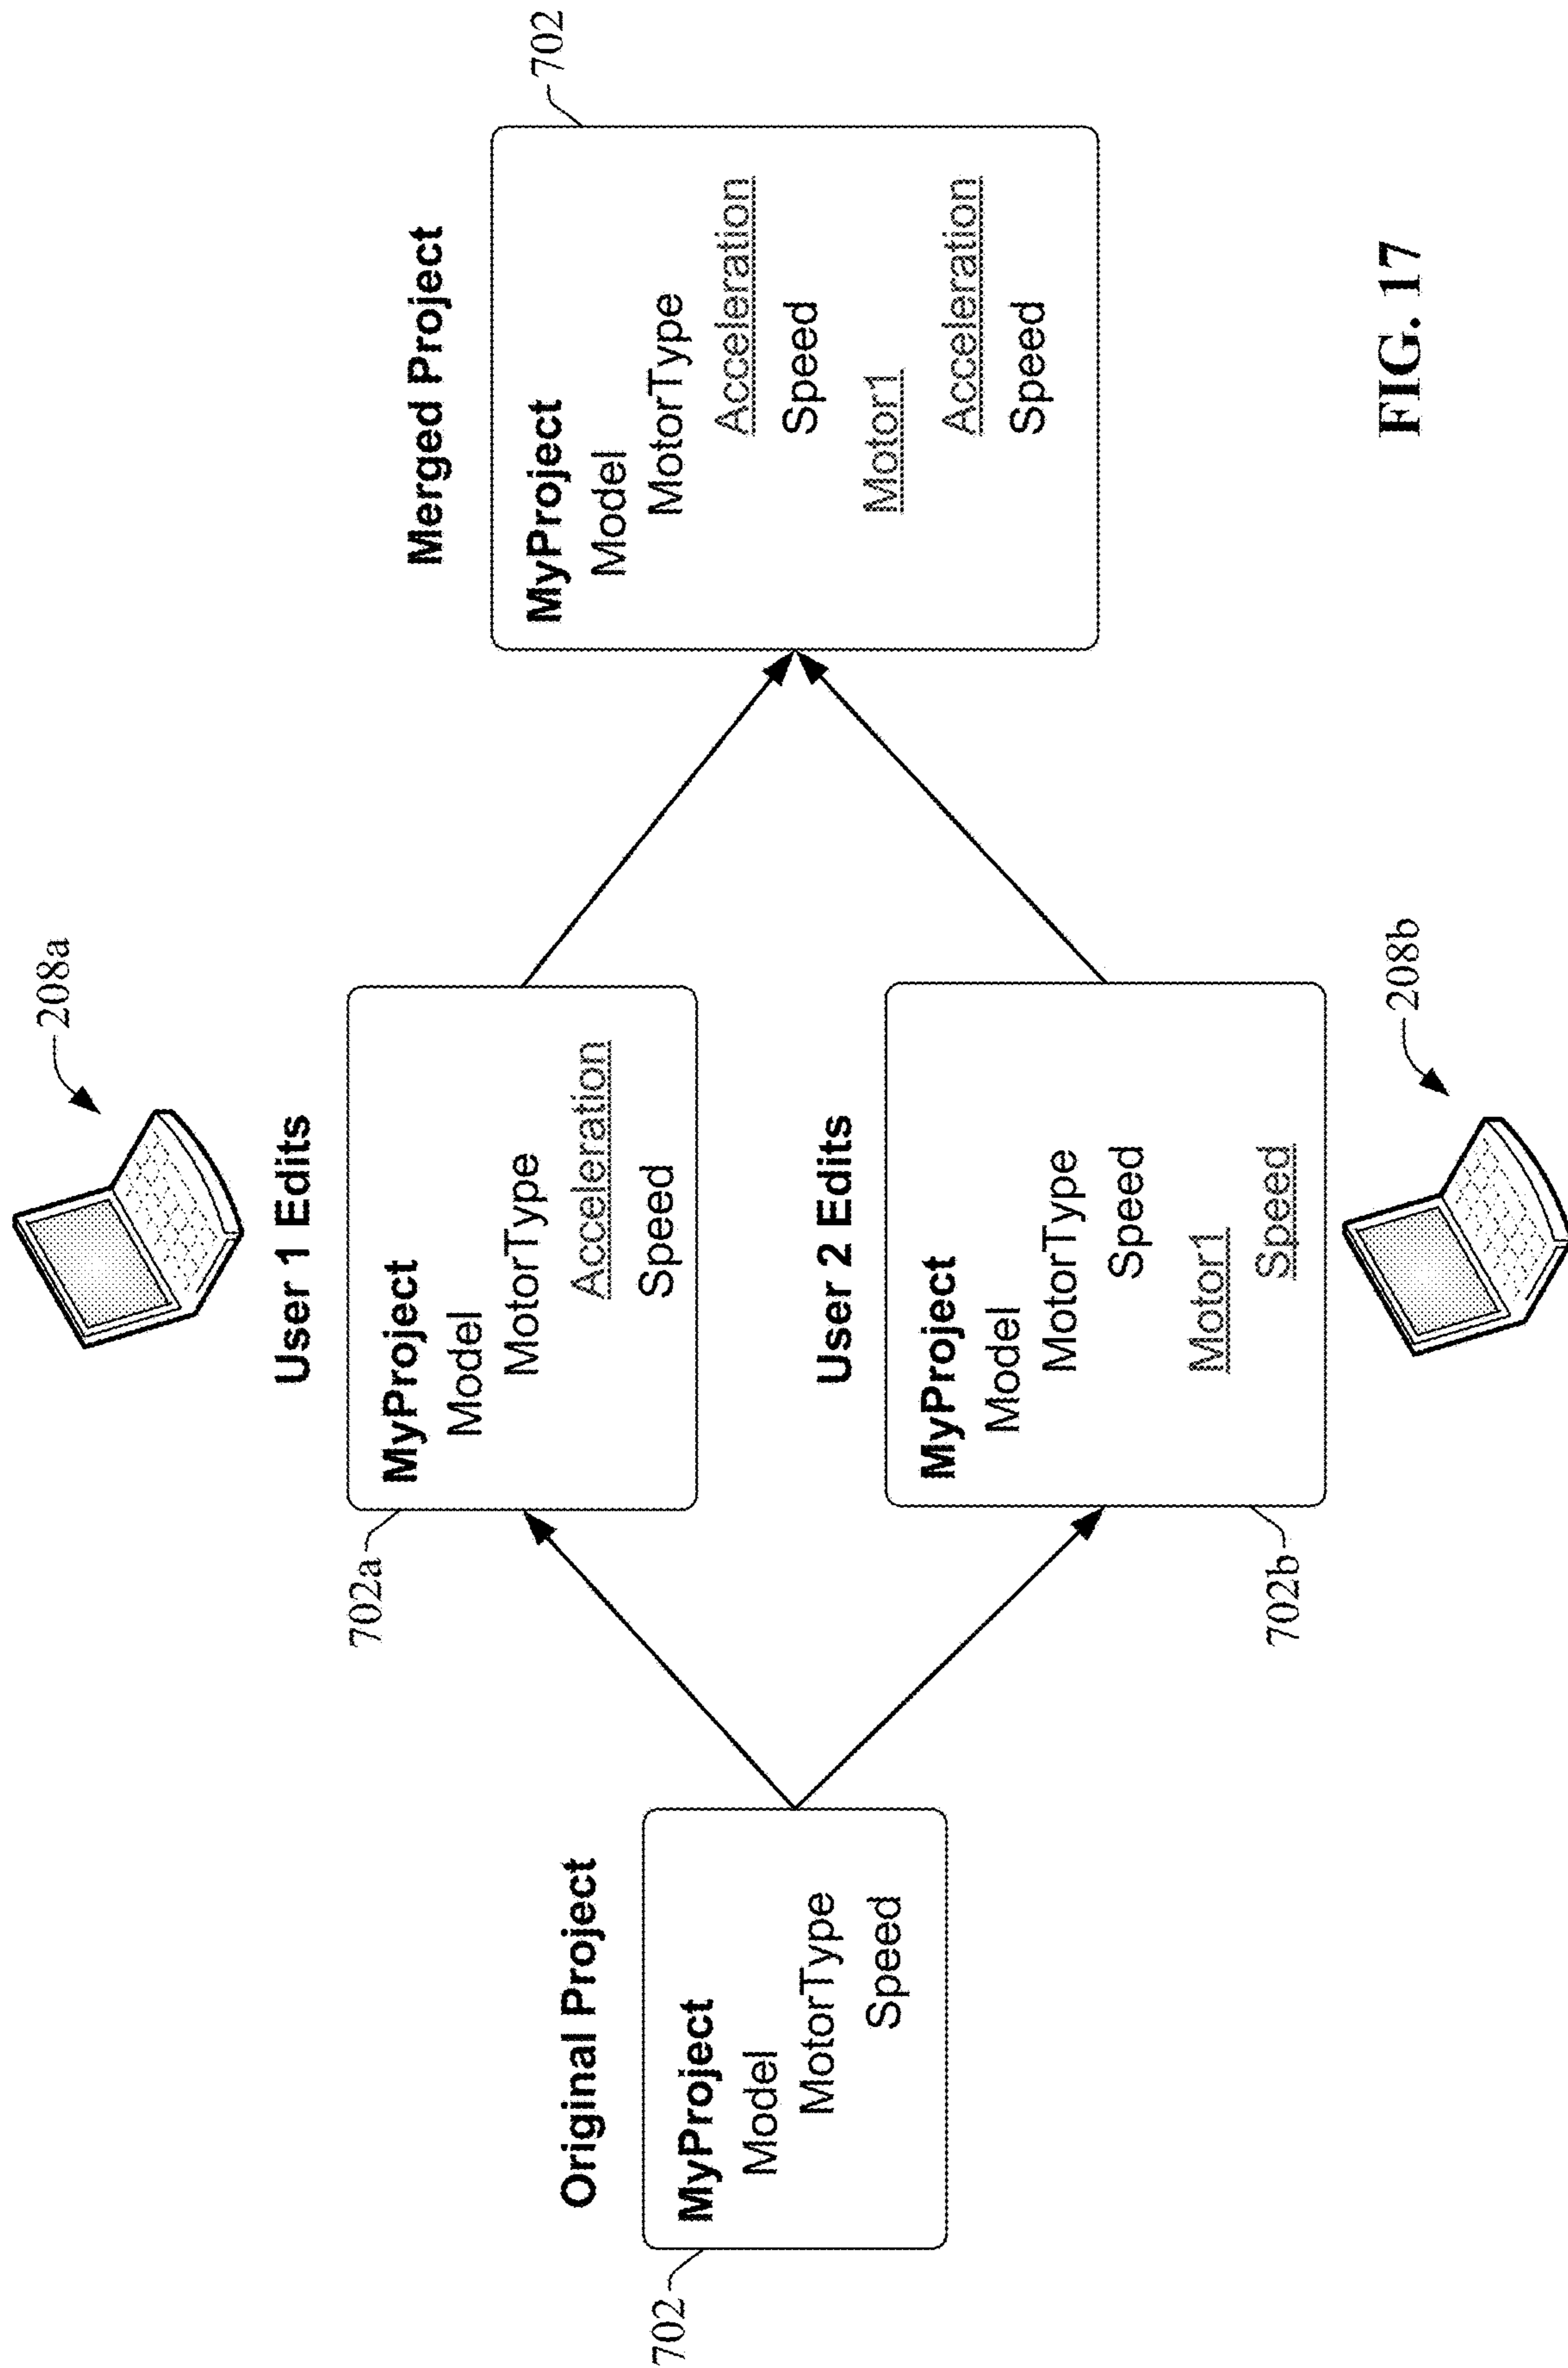 208a
User 1 Edits
702a
MyProject
Model
MotorType
Acceleration
Speed
Original Project
702
MyProject
Model
MotorType
Speed
User 2 Edits
702b
MyProject
Model
MotorType
Speed
Motor1
Speed
208b
Merged Project
702
MyProject
Model
MotorType
Acceleration
Speed
Motor1
Acceleration
Speed
FIG. 17